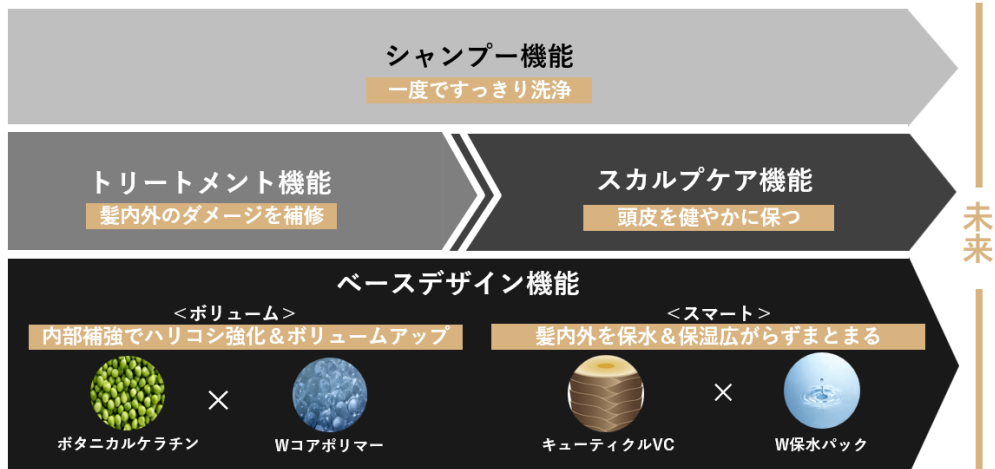 シャンプー機能
一度ですっきり洗浄
トリートメント機能
髪内外のダメージを補修
スカルプケア機能
頭皮を健やかに保つ
未来
ベースデザイン機能
＜ボリューム＞
内部補強でハリコシ強化＆ボリュームアップ
＜スマート＞
髪内外を保水＆保湿広がらずまとまる
×
×
ボタニカルケラチン
Wコアポリマー
キューティクルVC
W保水パック